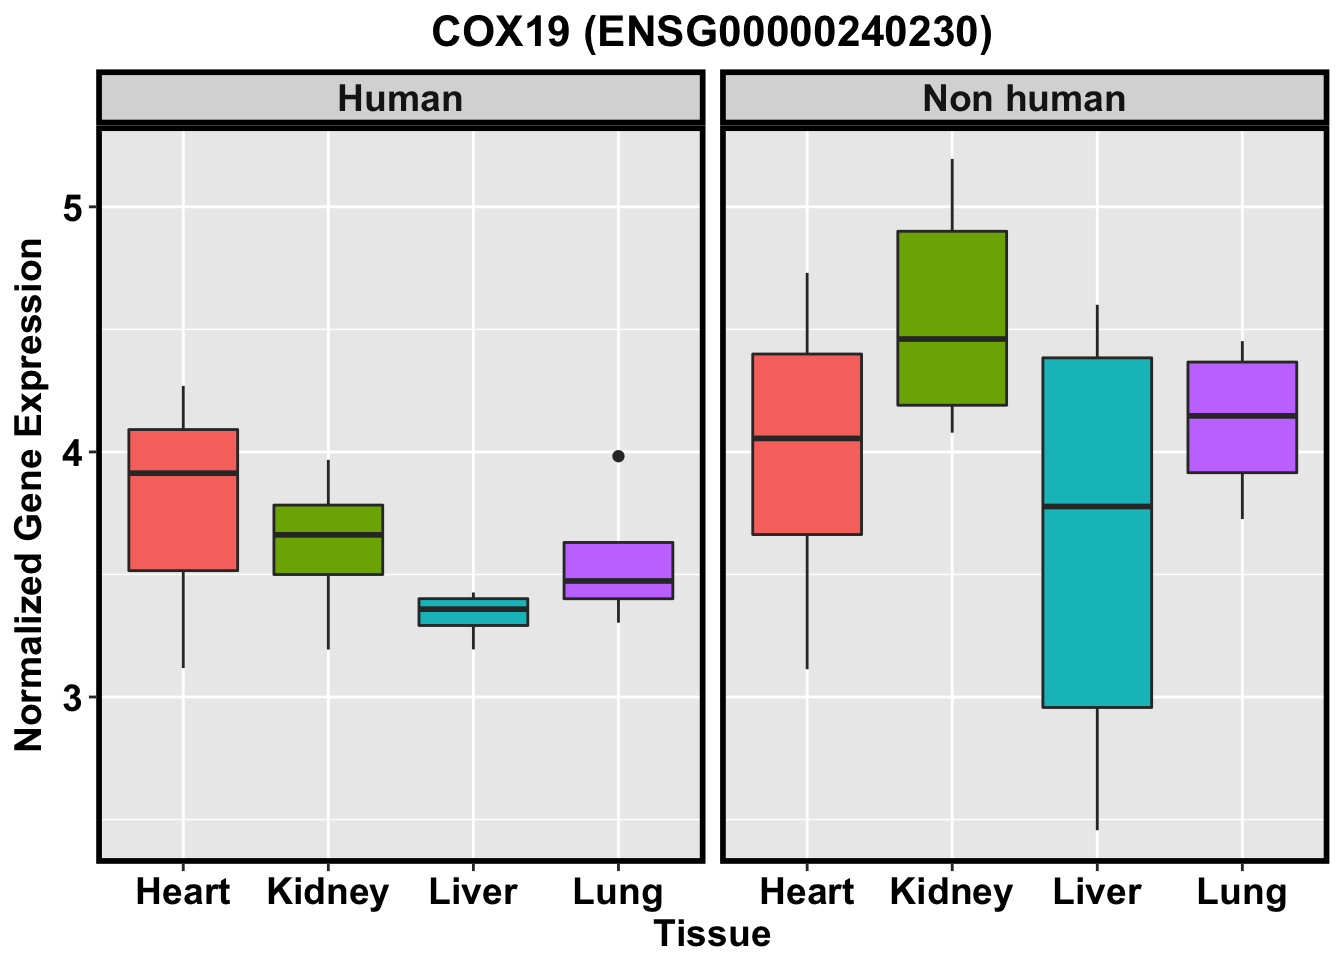 COX19 (ENSG00000240230)
Human
Non human
Normalized Gene Expression
5
4
3
Heart Kidney Liver Lung
Heart Kidney Liver Lung
Tissue